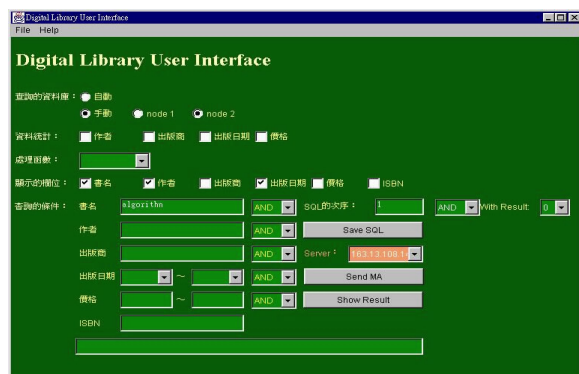 Digital Library User Interface
File Help
Digital Library User Interface
查詢的資料庫： 自動
手動 node 1 node 2
資料統計： 作者 出版商 出版日期 價格
處理函數：
顯示的欄位： 書名 作者 出版商 出版日期 價格 ISBN
查詢的條件： 書名 algorithm AND SQL的次序： 1 AND With Result: 0
作者 AND Save SQL
出版商 AND Server： 163.13.108.1
出版日期 ~ AND Send MA
價格 ~ AND Show Result
ISBN